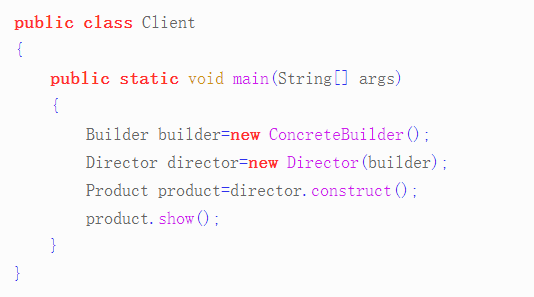 public class Client
{
    public static void main(String[] args)
    {
        Builder builder=new ConcreteBuilder();
        Director director=new Director(builder);
        Product product=director.construct();
        product.show();
    }
}